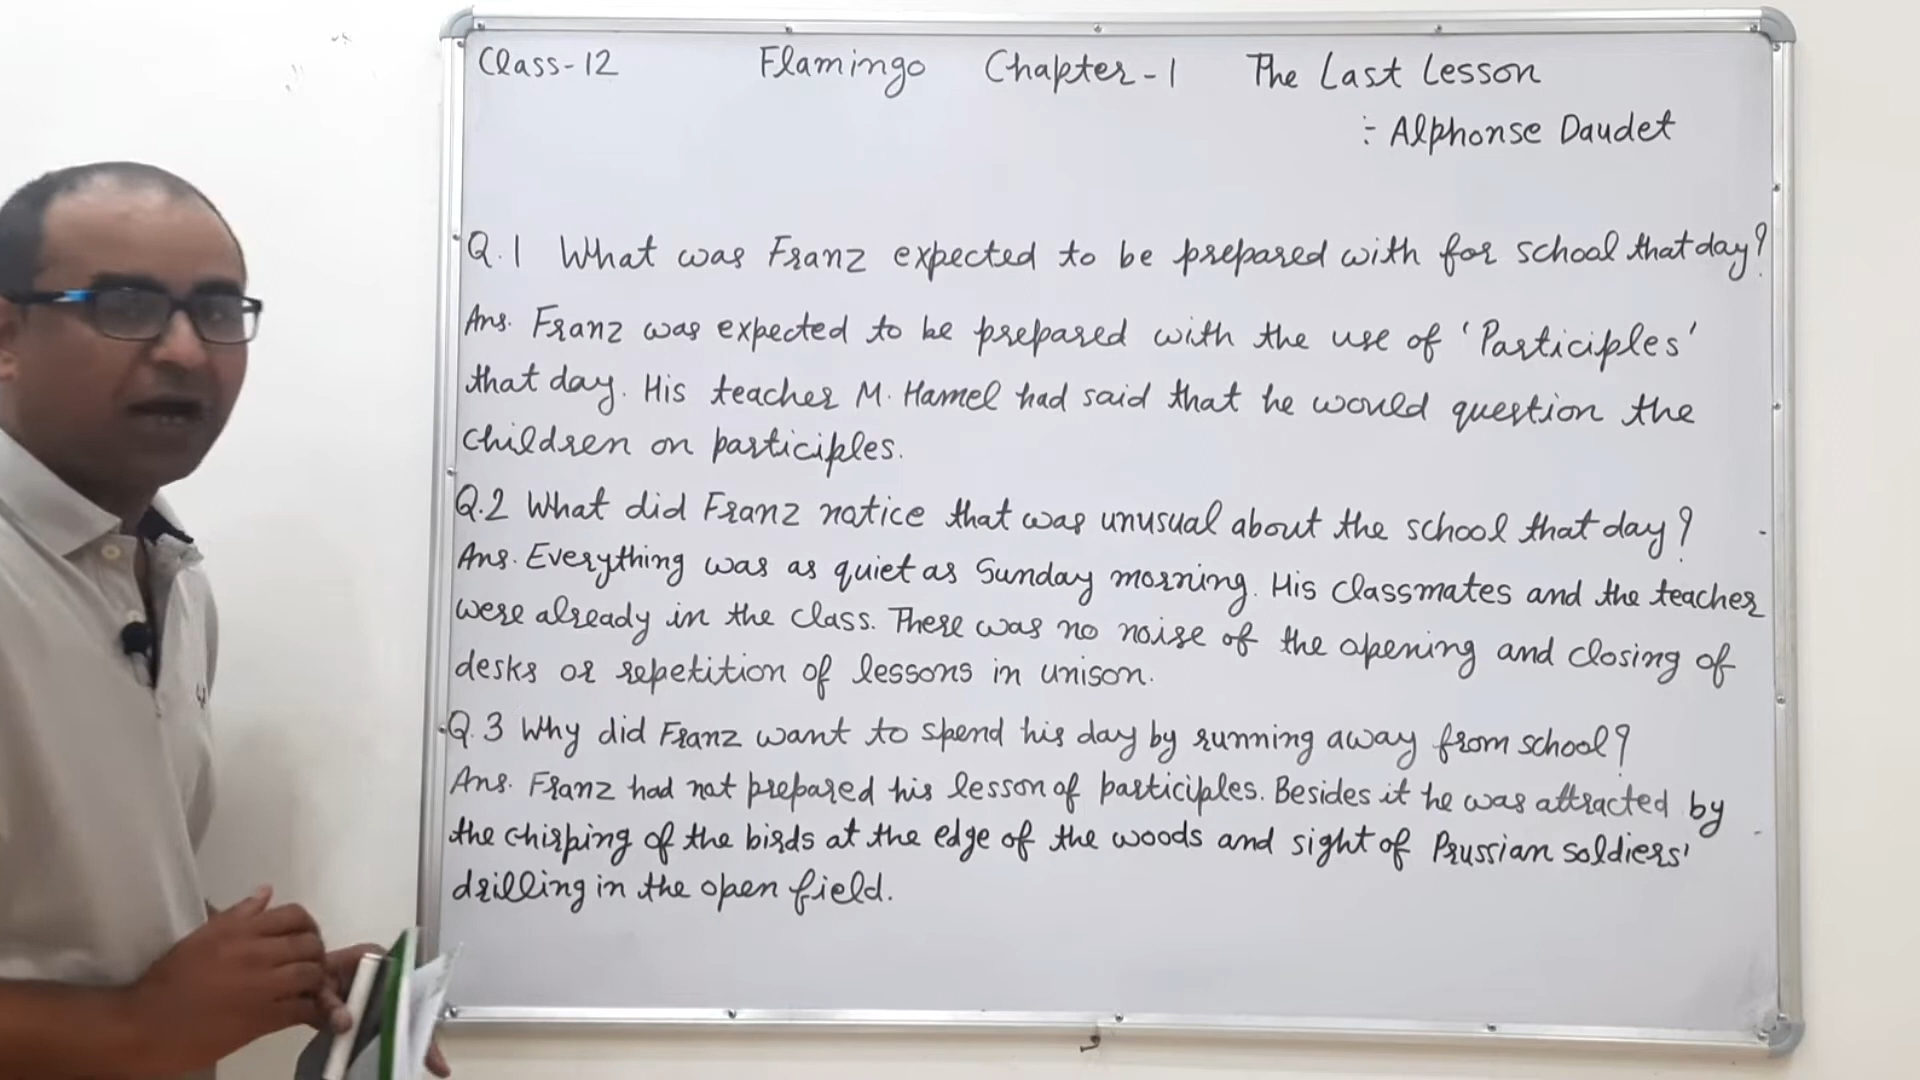 Class-12 Flamingo Chapter-1 The Last Lesson
:- Alphonse Daudet
Q.1 What was Franz expected to be prepared with for school that day?
Ans. Franz was expected to be prepared with the use of 'Participles'
that day. His teacher M. Hamel had said that he would question the
children on participles.
Q.2 What did Franz notice that was unusual about the school that day?
Ans. Everything was as quiet as Sunday morning. His classmates and the teacher
were already in the class. There was no noise of the opening and closing of
desks or repetition of lessons in unison.
Q.3 Why did Franz want to spend his day by running away from school?
Ans. Franz had not prepared his lesson of participles. Besides it he was attracted by
the chirping of the birds at the edge of the woods and sight of Prussian soldiers'
drilling in the open field.